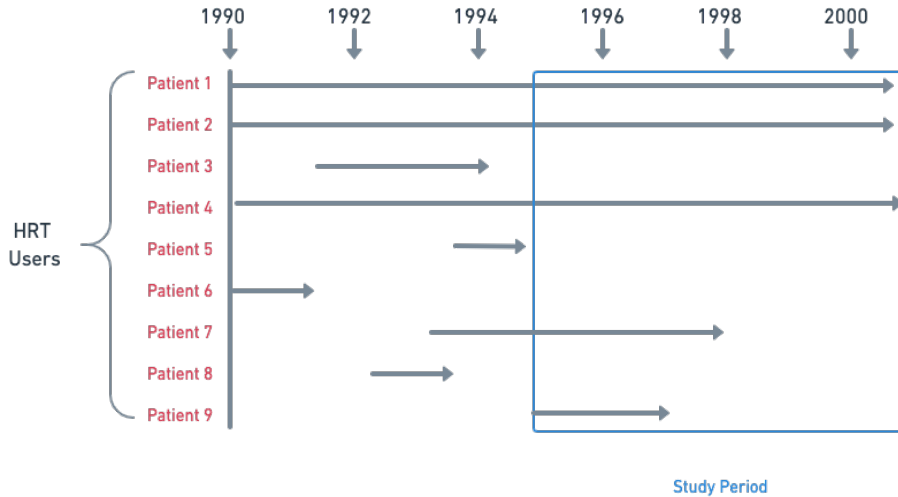 1990 1992 1994 1996 1998 2000
Patient 1
Patient 2
Patient 3
Patient 4
Patient 5
Patient 6
Patient 7
Patient 8
Patient 9
HRT
Users
Study Period